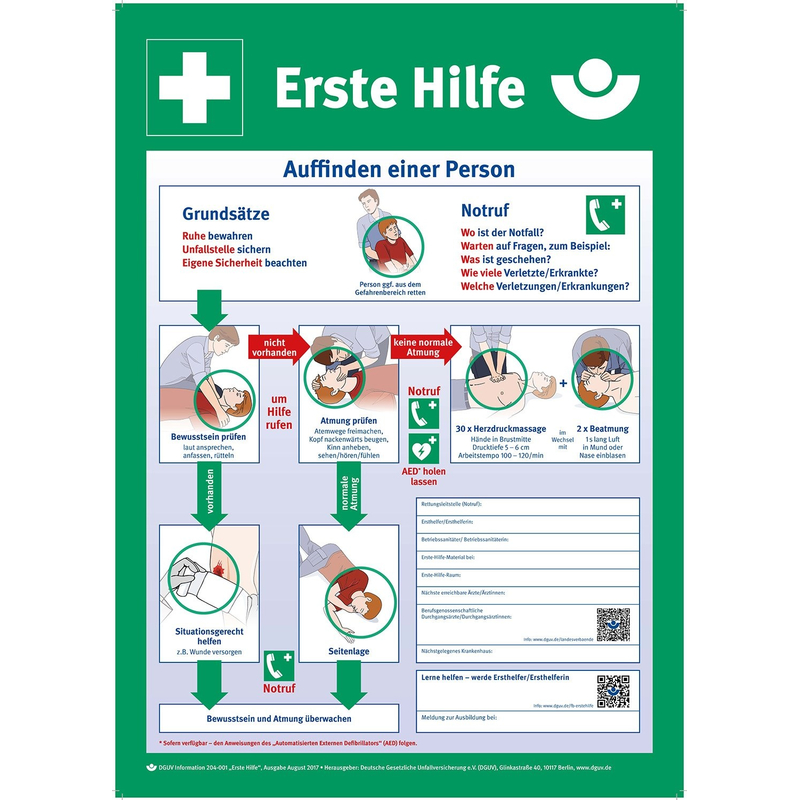 Erste Hilfe
Auffinden einer Person
Grundsätze
Ruhe bewahren
Unfallstelle sichern
Eigene Sicherheit beachten
Person ggf. aus dem
Gefahrenbereich retten
Notruf
Wo ist der Notfall?
Warten auf Fragen, zum Beispiel:
Was ist geschehen?
Wie viele Verletzte/Erkrankte?
Welche Verletzungen/Erkrankungen?
Bewusstsein prüfen
laut ansprechen,
anfassen, rütteln
nicht
vorhanden
um
Hilfe
rufen
Atmung prüfen
Atemwege freimachen,
Kopf nackenwärts beugen,
Kinn anheben,
sehen/hören/fühlen
keine normale
Atmung
Notruf
AED* holen
lassen
30 x Herzdruckmassage
Hände in Brustmitte
Drucktiefe 5 – 6 cm
Arbeitstempo 100 – 120/min
+
im
Wechsel
mit
2 x Beatmung
1 s lang Luft
in Mund oder
Nase einblasen
vorhanden
normale
Atmung
Situationsgerecht
helfen
z.B. Wunde versorgen
Notruf
Seitenlage
Bewusstsein und Atmung überwachen
Rettungsleitstelle (Notruf):
Ersthelfer/Ersthelferin:
Betriebssanitäter/ Betriebssanitäterin:
Erste-Hilfe-Material bei:
Erste-Hilfe-Raum:
Nächste erreichbare Ärzte/Ärztinnen:
Berufsgenossenschaftliche
Durchgangsärzte/Durchgangsärztinnen:
Info: www.dguv.de/landesverbaende
Nächstgelegenes Krankenhaus:
Lerne helfen – werde Ersthelfer/Ersthelferin
Info: www.dguv.de/fb-erstehilfe
Meldung zur Ausbildung bei:
* Sofern verfügbar – den Anweisungen des „Automatisierten Externen Defibrillators“ (AED) folgen.
DGUV Information 204-001 „Erste Hilfe“, Ausgabe August 2017 • Herausgeber: Deutsche Gesetzliche Unfallversicherung e.V. (DGUV), Glinkastraße 40, 10117 Berlin, www.dguv.de